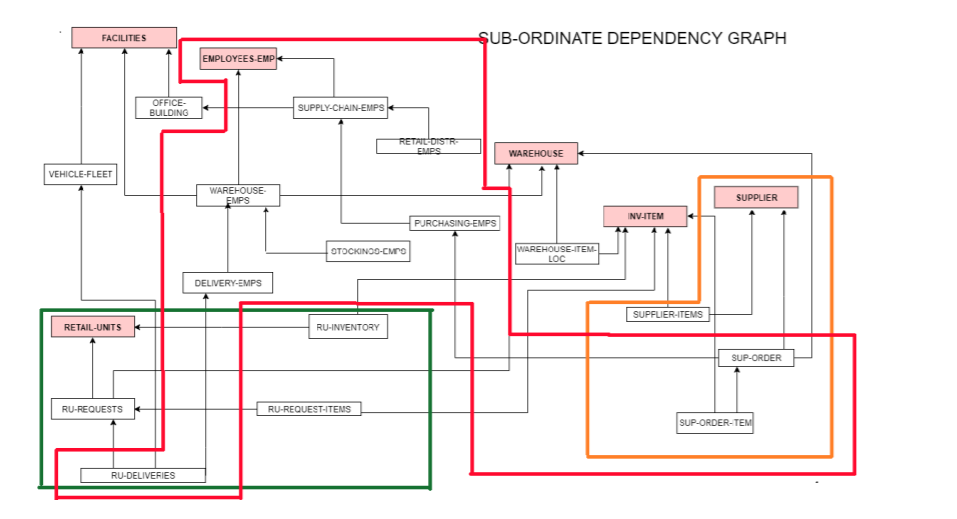 FACILITIES
SUB-ORDINATE DEPENDENCY GRAPH
EMPLOYEES-EMP
OFFICE-
BUILDING
SUPPLY-CHAIN-EMPS
RETAIL-DISTR-
EMPS
WAREHOUSE
VEHICLE-FLEET
WAREHOUSE-
EMPS
SUPPLIER
INV-ITEM
PURCHASING-EMPS
STOCKINGS-EMPS
WAREHOUSE-ITEM-
LOC
DELIVERY-EMPS
SUPPLIER-ITEMS
RETAIL-UNITS
RU-INVENTORY
SUP-ORDER
RU-REQUESTS
RU-REQUEST-ITEMS
SUP-ORDER-ITEM
RU-DELIVERIES